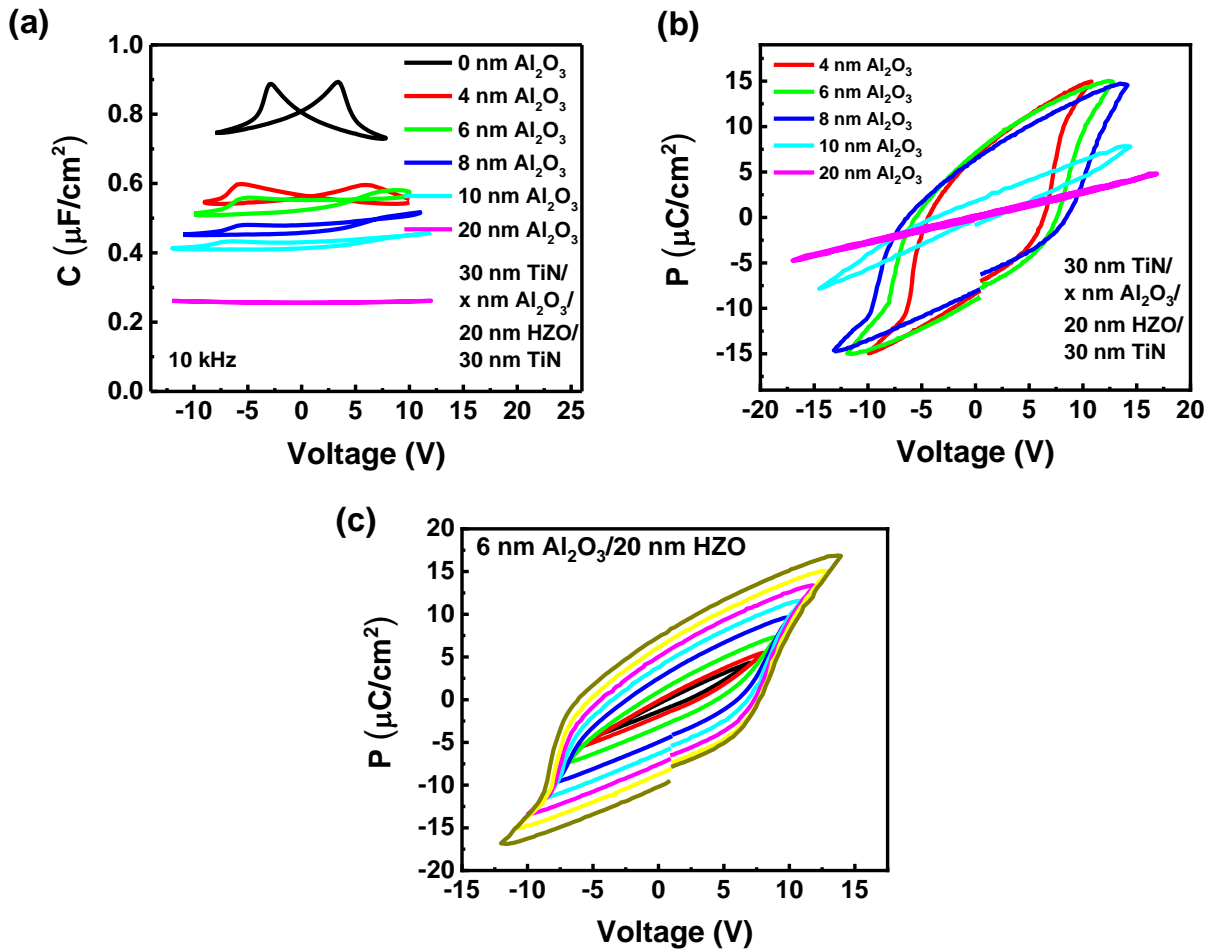 (a)
1.0
0.8
0.6
0.4
0.2
0.0
C (μF/cm²)
0 nm Al₂O₃
4 nm Al₂O₃
6 nm Al₂O₃
8 nm Al₂O₃
10 nm Al₂O₃
20 nm Al₂O₃
30 nm TiN/
x nm Al₂O₃/
20 nm HZO/
30 nm TiN
10 kHz
-10 -5 0 5 10 15 20 25
Voltage (V)
(b)
15
10
5
0
-5
-10
-15
P (μC/cm²)
4 nm Al₂O₃
6 nm Al₂O₃
8 nm Al₂O₃
10 nm Al₂O₃
20 nm Al₂O₃
30 nm TiN/
x nm Al₂O₃/
20 nm HZO/
30 nm TiN
-20 -15 -10 -5 0 5 10 15 20
Voltage (V)
(c)
20
15
10
5
0
-5
-10
-15
-20
P (μC/cm²)
6 nm Al₂O₃/20 nm HZO
-15 -10 -5 0 5 10 15
Voltage (V)